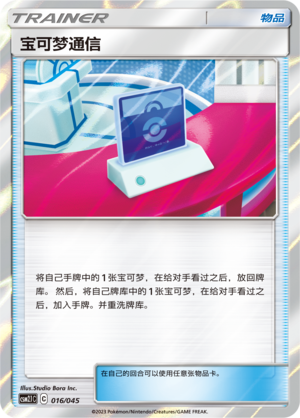 TRAINER
物品
宝可梦通信
将自己手牌中的1张宝可梦，在给对手看过之后，放回牌
库。然后，将自己牌库中的1张宝可梦，在给对手看过之
后，加入手牌。并重洗牌库。
在自己的回合可以使用任意张物品卡。
Illus.Studio Bora Inc.
C 016/045
©2023 Pokémon/Nintendo/Creatures/GAME FREAK.